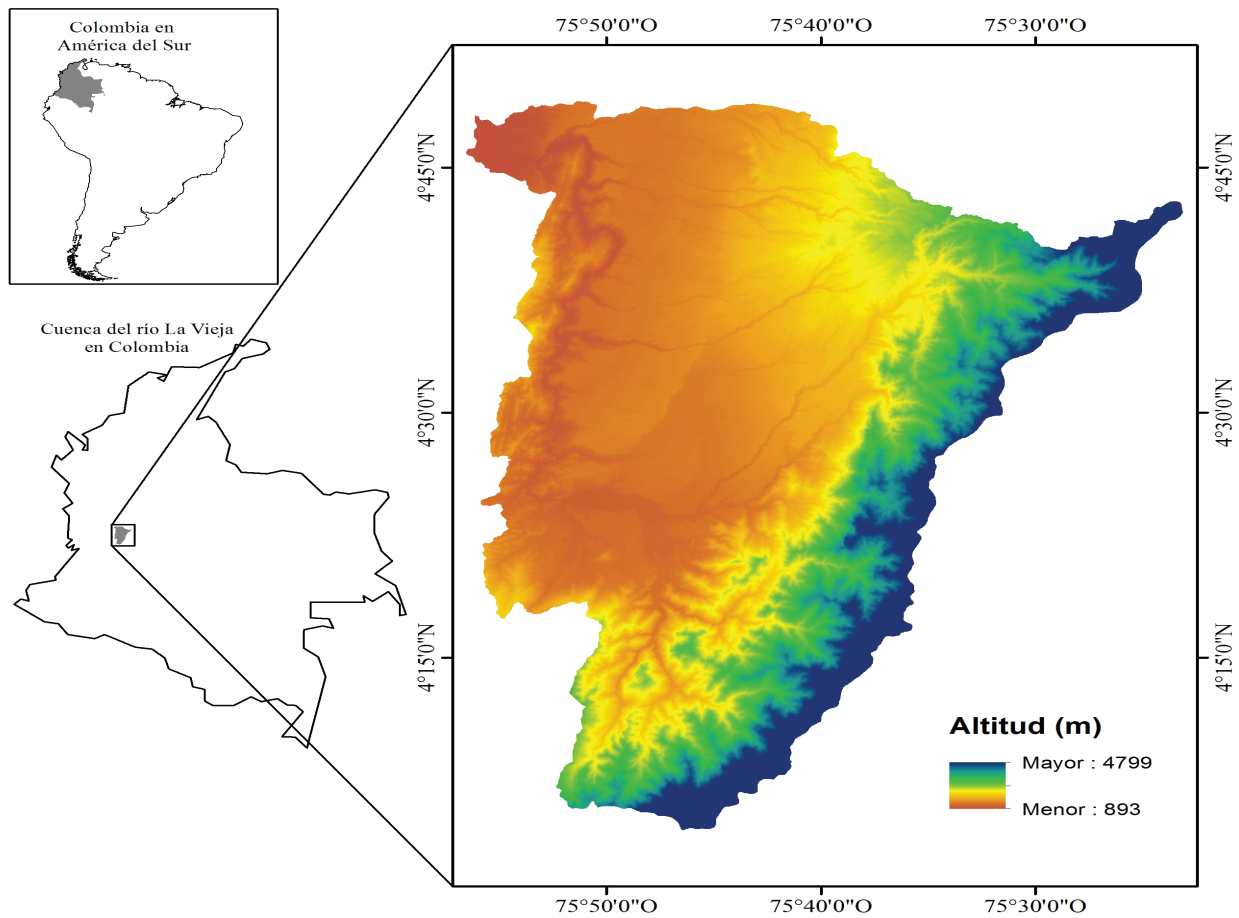 Colombia en
América del Sur
Cuenca del río La Vieja
en Colombia
75°50'0"O
75°40'0"O
75°30'0"O
4°45'0"N
4°45'0"N
4°30'0"N
4°30'0"N
4°15'0"N
4°15'0"N
Altitud (m)
Mayor : 4799
Menor : 893
75°50'0"O
75°40'0"O
75°30'0"O